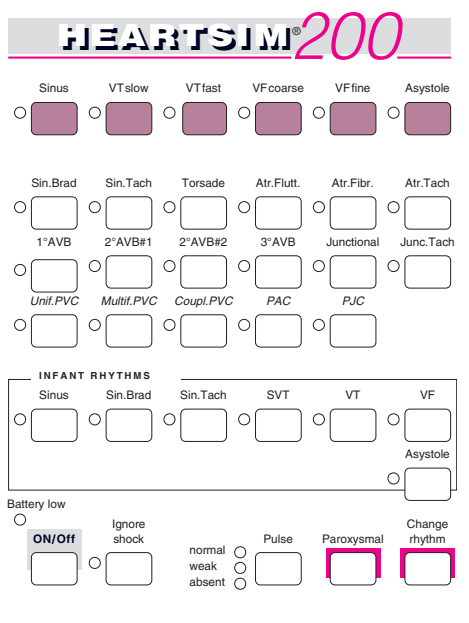 HEARTSIM®200
Sinus VTslow VTfast VFcoarse VFfine Asystole
Sin.Brad Sin.Tach Torsade Atr.Flutt. Atr.Fibr. Atr.Tach
1°AVB 2°AVB#1 2°AVB#2 3°AVB Junctional Junc.Tach
Unif.PVC Multif.PVC Coupl.PVC PAC PJC
INFANT RHYTHMS
Sinus Sin.Brad Sin.Tach SVT VT VF
Asystole
Battery low
ON/Off
Ignore
shock
normal
weak
absent
Pulse
Paroxysmal
Change
rhythm